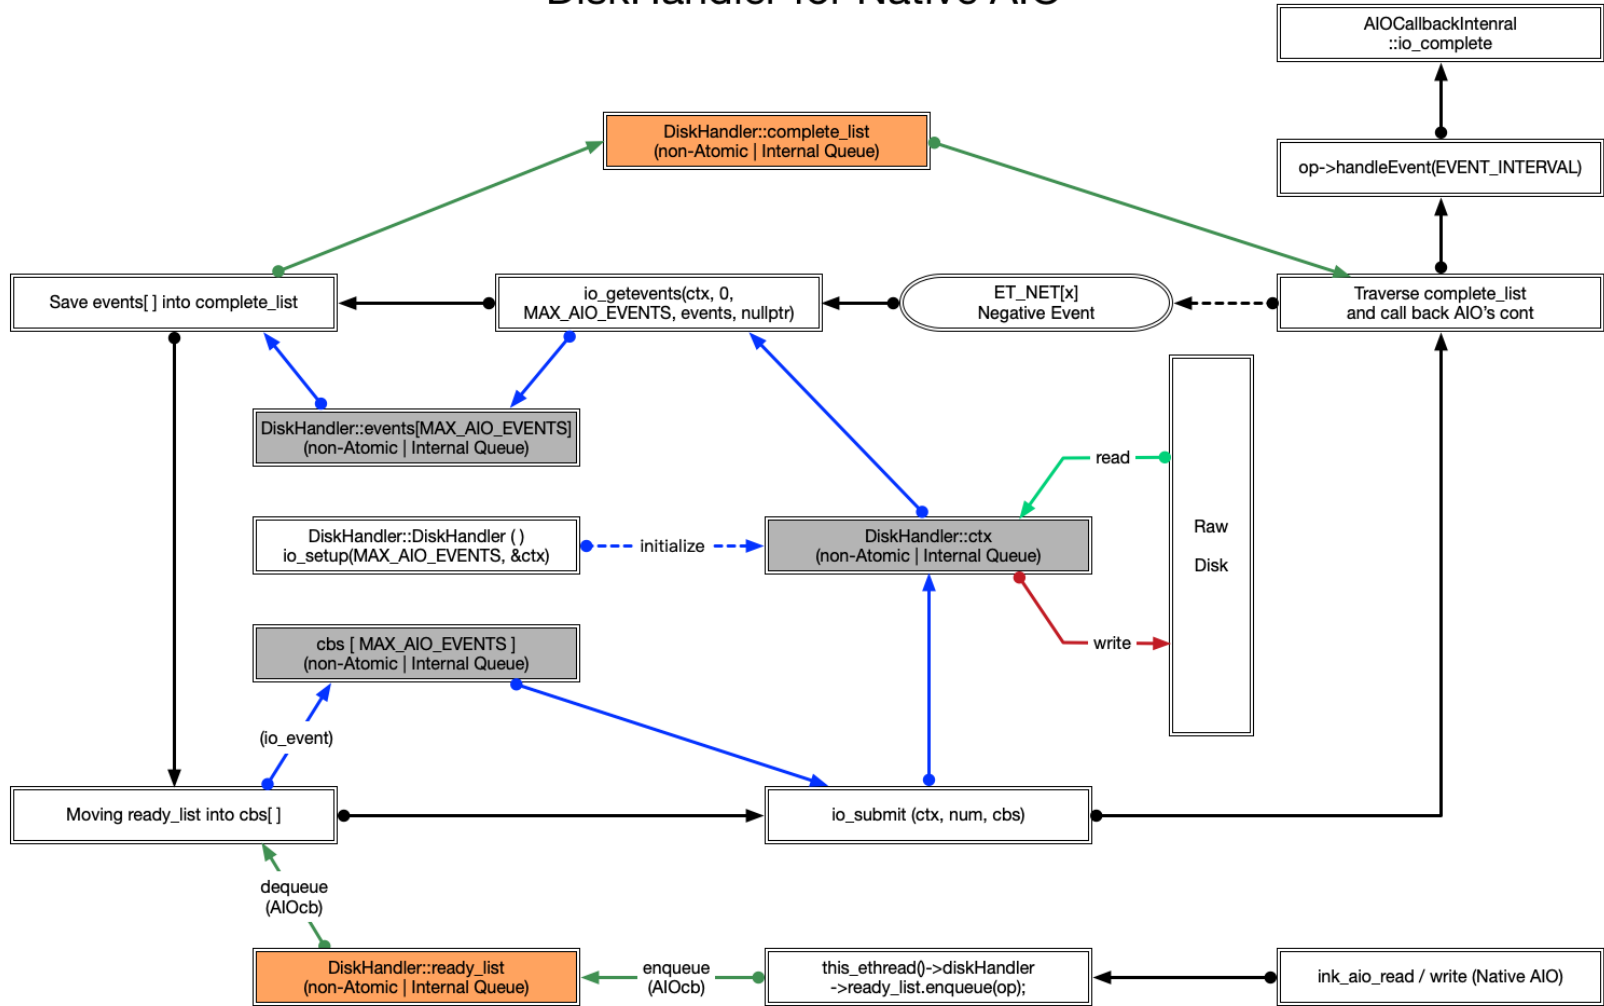 DiskHandler for Native AIO
AIOCallbackIntenral
::io_complete
DiskHandler::complete_list
(non-Atomic | Internal Queue)
op->handleEvent(EVENT_INTERVAL)
Save events[ ] into complete_list
io_getevents(ctx, 0,
MAX_AIO_EVENTS, events, nullptr)
ET_NET[x]
Negative Event
Traverse complete_list
and call back AIO's cont
DiskHandler::events[MAX_AIO_EVENTS]
(non-Atomic | Internal Queue)
read
Raw
Disk
DiskHandler::DiskHandler ( )
io_setup(MAX_AIO_EVENTS, &ctx)
initialize
DiskHandler::ctx
(non-Atomic | Internal Queue)
cbs [ MAX_AIO_EVENTS ]
(non-Atomic | Internal Queue)
write
(io_event)
Moving ready_list into cbs[ ]
io_submit (ctx, num, cbs)
dequeue
(AIOcb)
DiskHandler::ready_list
(non-Atomic | Internal Queue)
enqueue
(AIOcb)
this_ethread()->diskHandler
->ready_list.enqueue(op);
ink_aio_read / write (Native AIO)